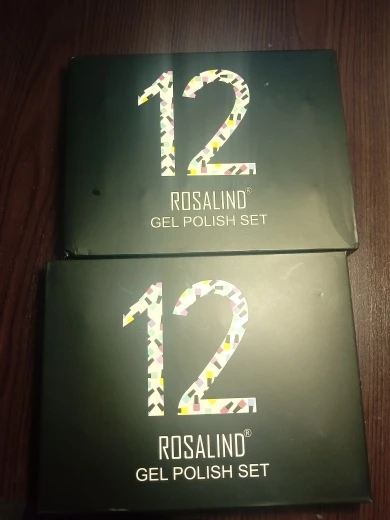 12
ROSALIND®
GEL POLISH SET
12
ROSALIND®
GEL POLISH SET